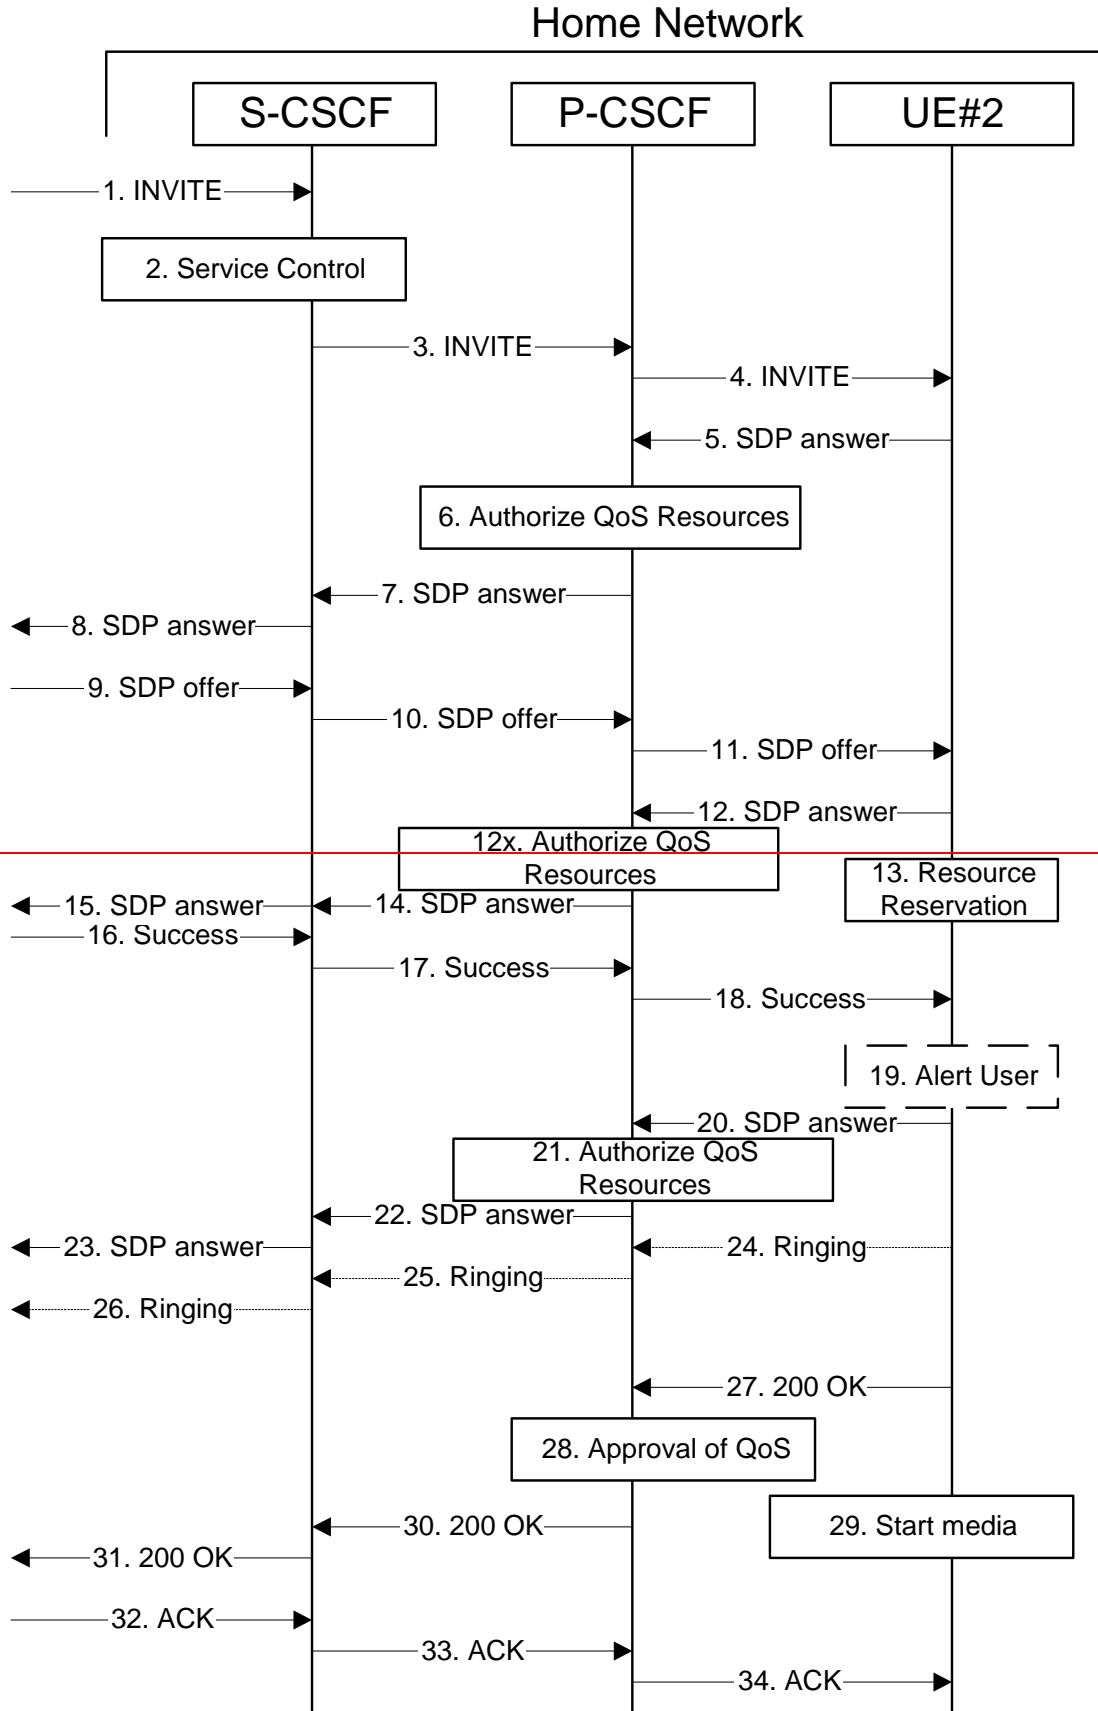 Home Network
S-CSCF
P-CSCF
UE#2
1. INVITE
2. Service Control
3. INVITE
4. INVITE
5. SDP answer
6. Authorize QoS Resources
7. SDP answer
8. SDP answer
9. SDP offer
10. SDP offer
11. SDP offer
12. SDP answer
12x. Authorize QoS
Resources
13. Resource
Reservation
15. SDP answer
14. SDP answer
16. Success
17. Success
18. Success
19. Alert User
20. SDP answer
21. Authorize QoS
Resources
22. SDP answer
23. SDP answer
24. Ringing
25. Ringing
26. Ringing
27. 200 OK
28. Approval of QoS
29. Start media
30. 200 OK
31. 200 OK
32. ACK
33. ACK
34. ACK